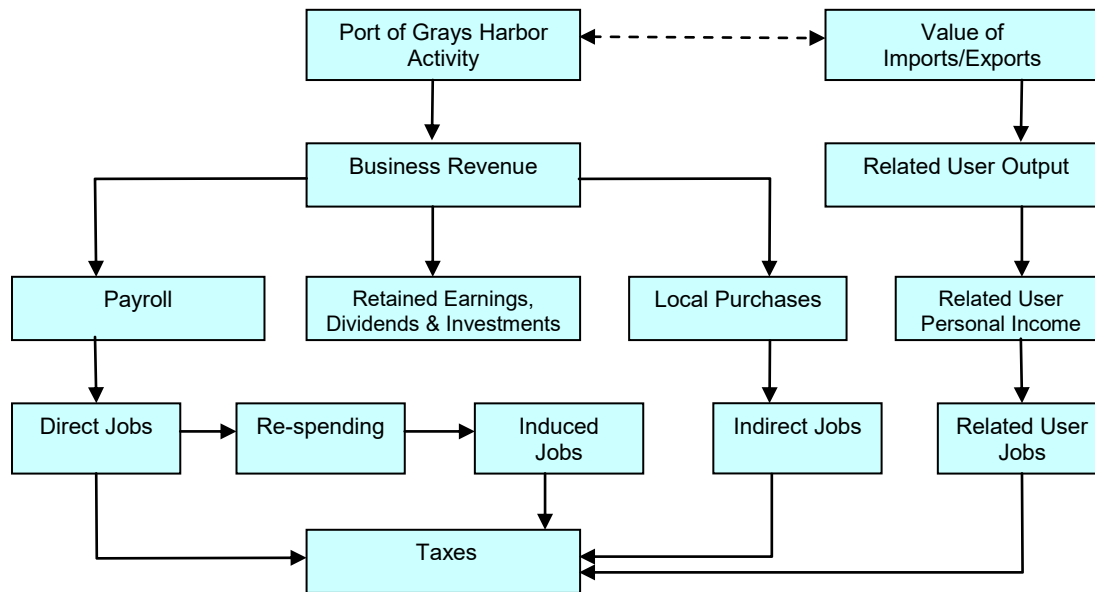 Port of Grays Harbor
Activity
Value of
Imports/Exports
Business Revenue
Related User Output
Payroll
Retained Earnings,
Dividends & Investments
Local Purchases
Related User
Personal Income
Direct Jobs
Re-spending
Induced
Jobs
Indirect Jobs
Related User
Jobs
Taxes